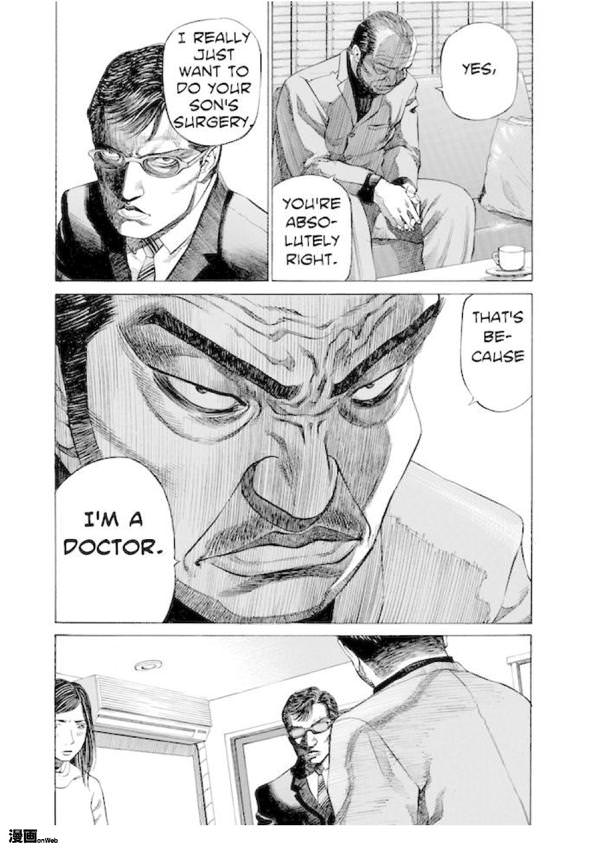 YES,
YOU'RE
ABSO-
LUTELY
RIGHT.
I REALLY
JUST
WANT TO
DO YOUR
SON'S
SURGERY.
THAT'S
BE-
CAUSE
I'M A
DOCTOR.
漫画onWeb